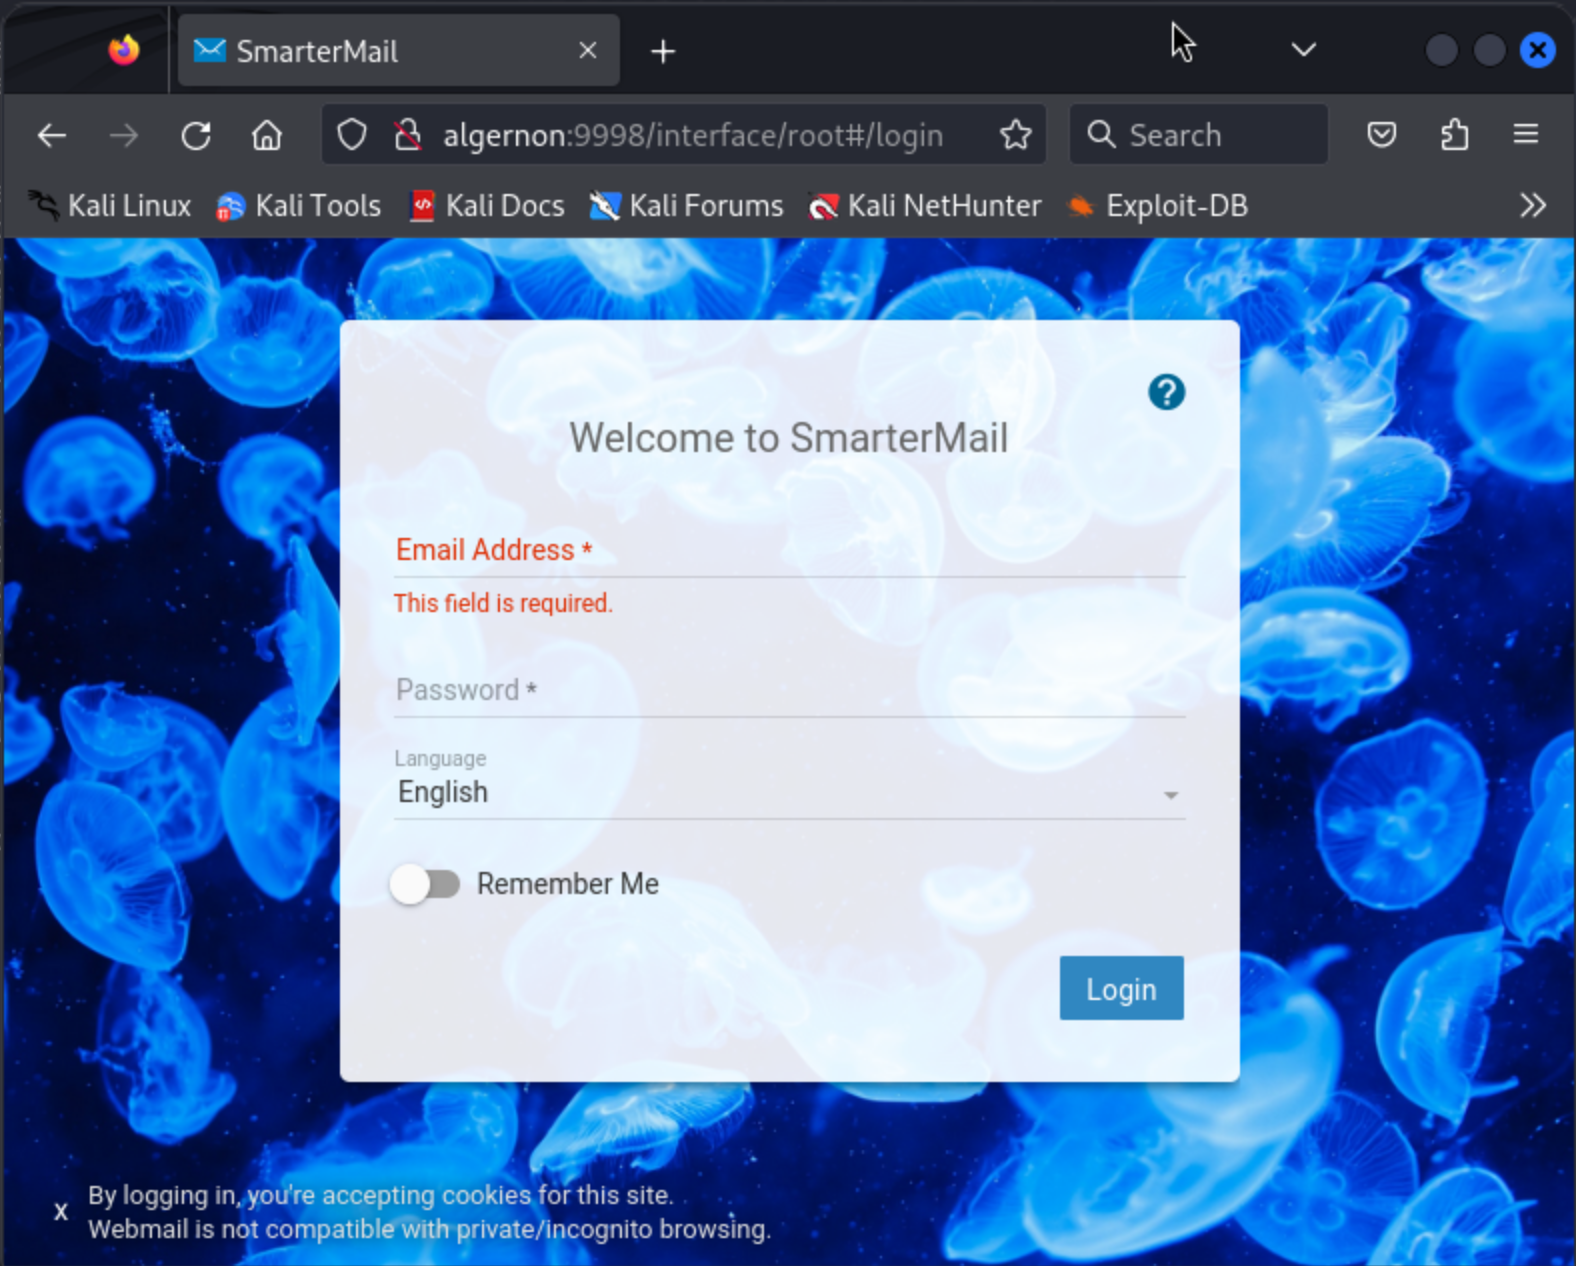 SmarterMail
algernon:9998/interface/root#/login
Search
Kali Linux Kali Tools Kali Docs Kali Forums Kali NetHunter Exploit-DB
?
Welcome to SmarterMail
Email Address *
This field is required.
Password *
Language
English
Remember Me
Login
x By logging in, you're accepting cookies for this site.
Webmail is not compatible with private/incognito browsing.